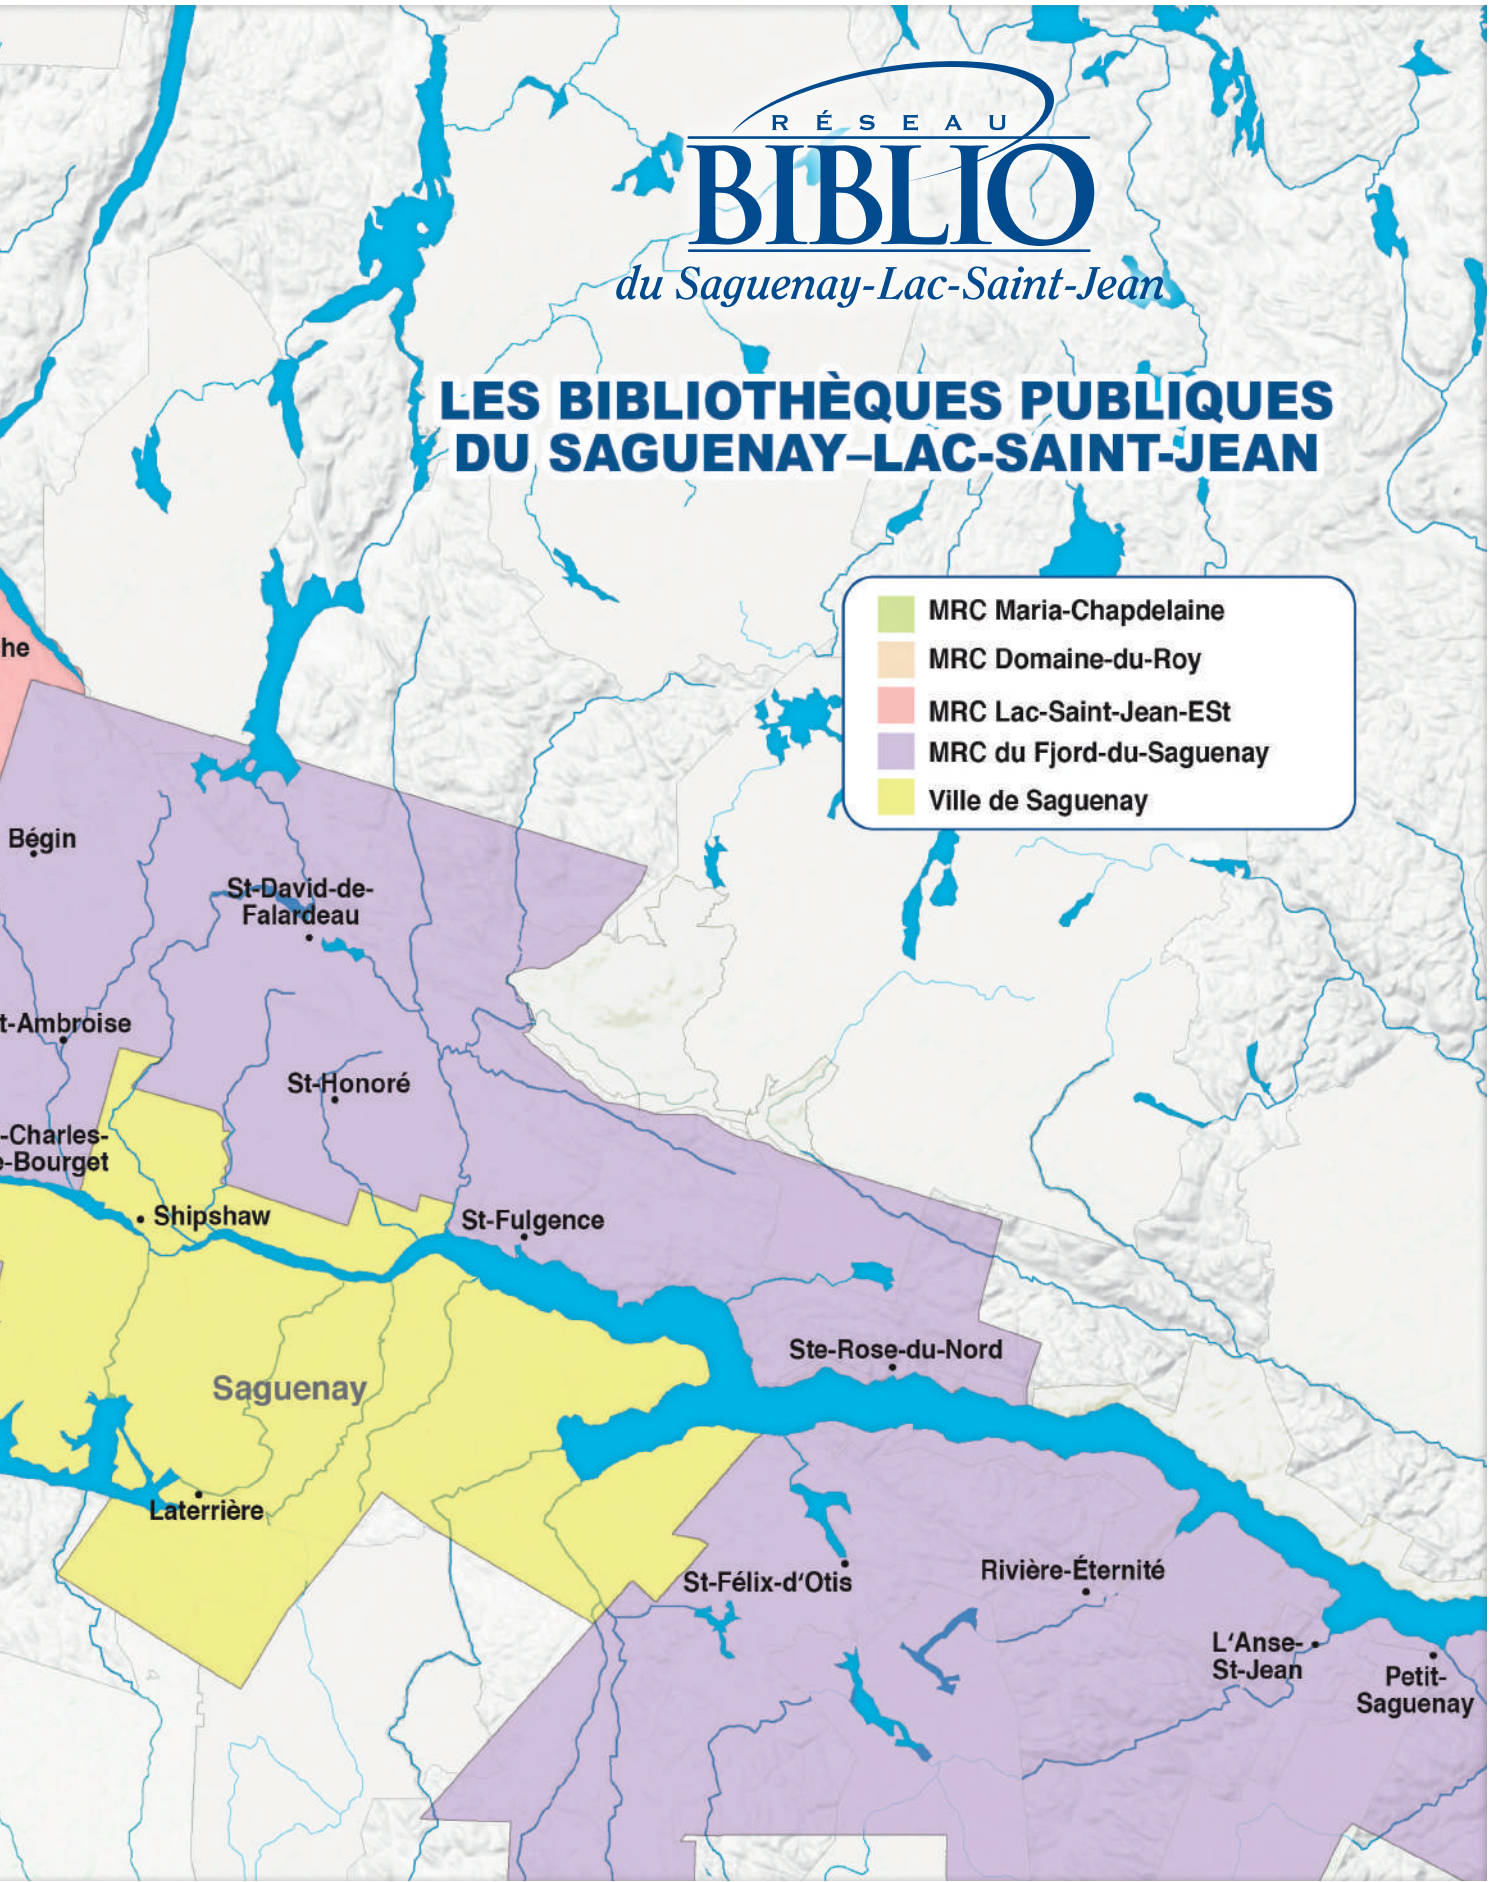 RÉSEAU
BIBLIO
du Saguenay-Lac-Saint-Jean
LES BIBLIOTHÈQUES PUBLIQUES
DU SAGUENAY–LAC-SAINT-JEAN
MRC Maria-Chapdelaine
MRC Domaine-du-Roy
MRC Lac-Saint-Jean-ESt
MRC du Fjord-du-Saguenay
Ville de Saguenay
he
Bégin
St-David-de-
Falardeau
t-Ambroise
St-Honoré
-Charles-
e-Bourget
Shipshaw
St-Fulgence
Ste-Rose-du-Nord
Saguenay
Laterrière
St-Félix-d'Otis
Rivière-Éternité
L'Anse-
St-Jean
Petit-
Saguenay